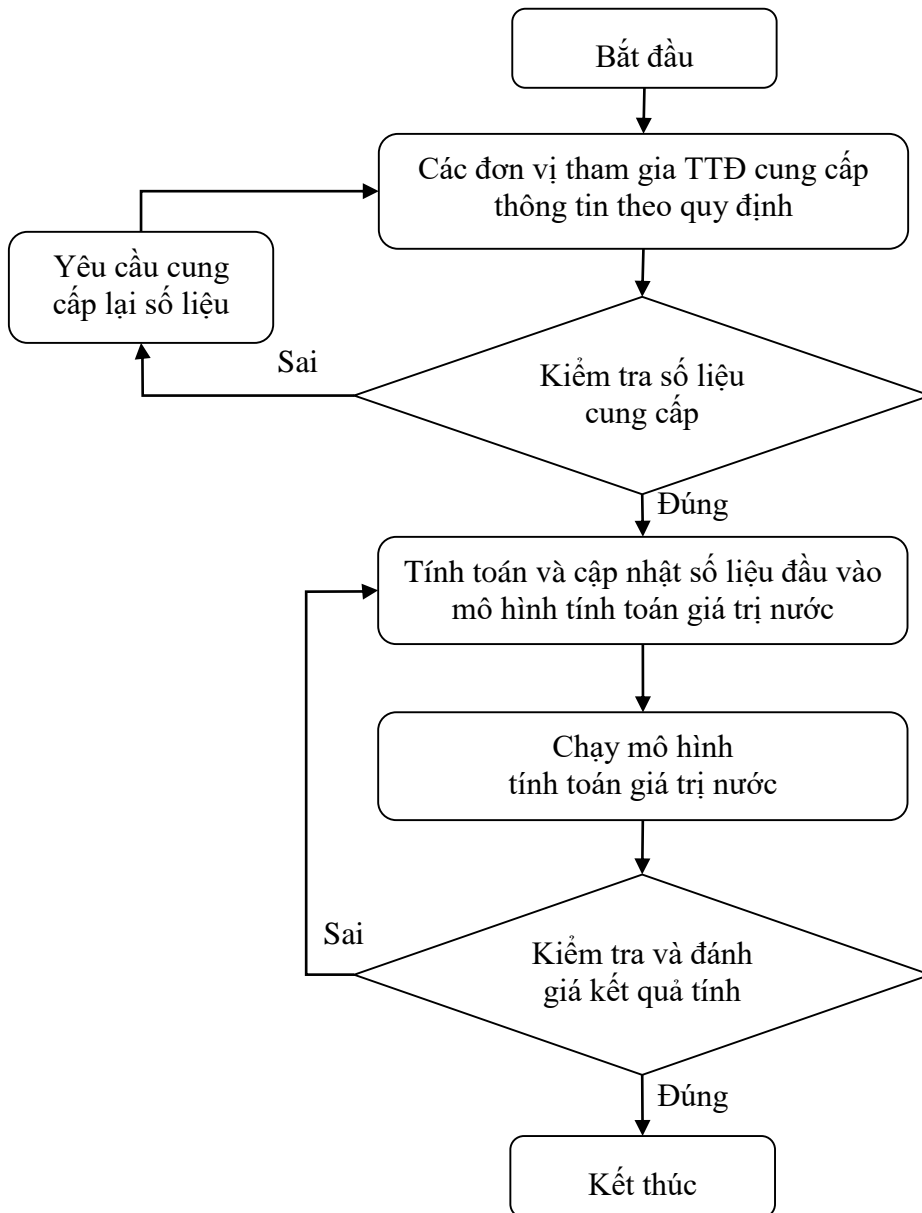 Bắt đầu
Các đơn vị tham gia TTĐ cung cấp
thông tin theo quy định
Yêu cầu cung
cấp lại số liệu
Sai
Kiểm tra số liệu
cung cấp
Đúng
Tính toán và cập nhật số liệu đầu vào
mô hình tính toán giá trị nước
Chạy mô hình
tính toán giá trị nước
Sai
Kiểm tra và đánh
giá kết quả tính
Đúng
Kết thúc